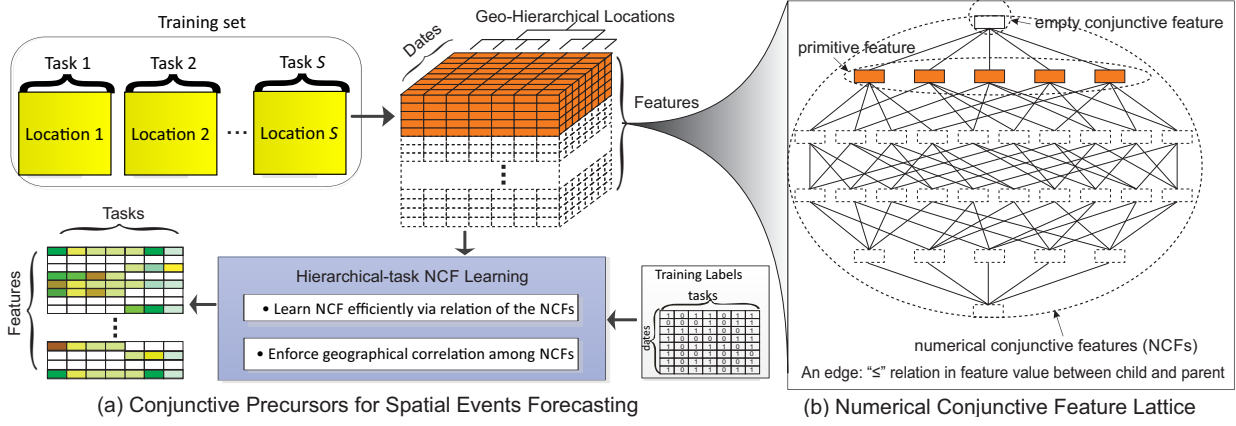 Training set
Task 1
Task 2
Task S
Location 1
Location 2
...
Location S
Geo-Hierarchical Locations
Dates
Features
Tasks
Features
Hierarchical-task NCF Learning
• Learn NCF efficiently via relation of the NCFs
• Enforce geographical correlation among NCFs
Training Labels
tasks
dates
(a) Conjunctive Precursors for Spatial Events Forecasting
empty conjunctive feature
primitive feature
numerical conjunctive features (NCFs)
An edge: “≤” relation in feature value between child and parent
(b) Numerical Conjunctive Feature Lattice